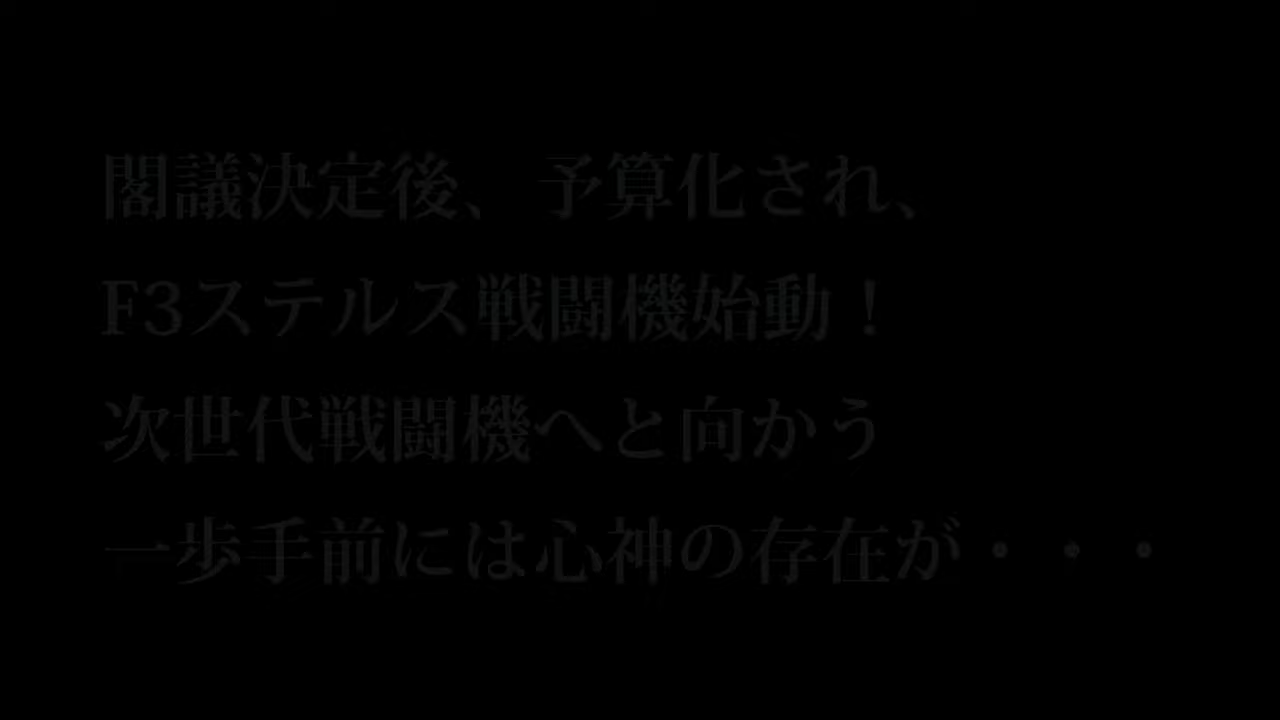 閣議決定後、予算化され、
F3ステルス戦闘機始動！
次世代戦闘機へと向かう
一歩手前には心神の存在が・・・